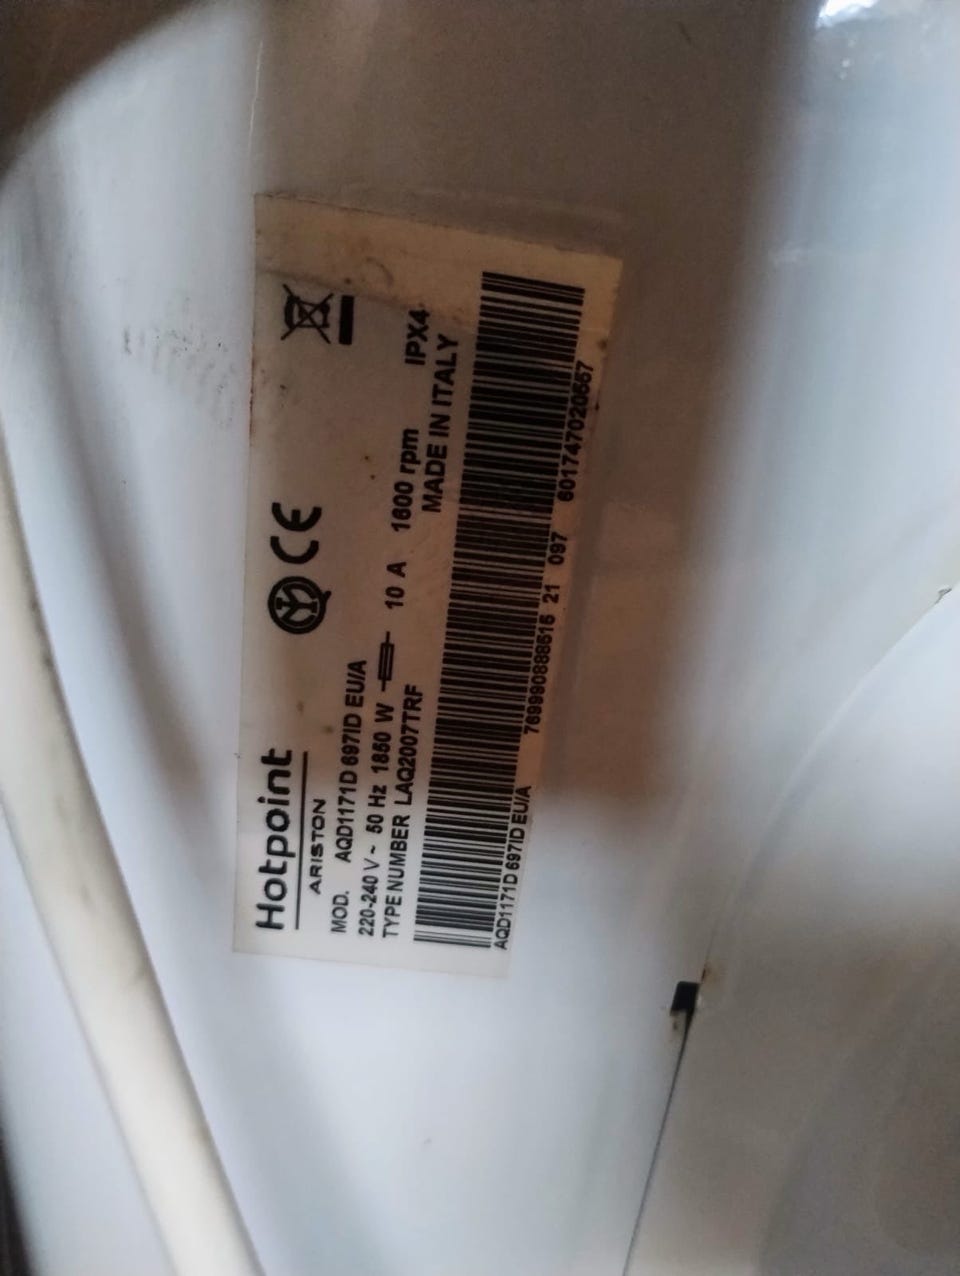 Hotpoint
ARISTON
MOD. AQD1171D 697ID EU/A
220-240 V ~ 50 Hz 1850 W 10 A 1600 rpm IPX4
TYPE NUMBER LAQ2007TRF MADE IN ITALY
AQD1171D 697ID EU/A 769990888516 21 097 601747020567